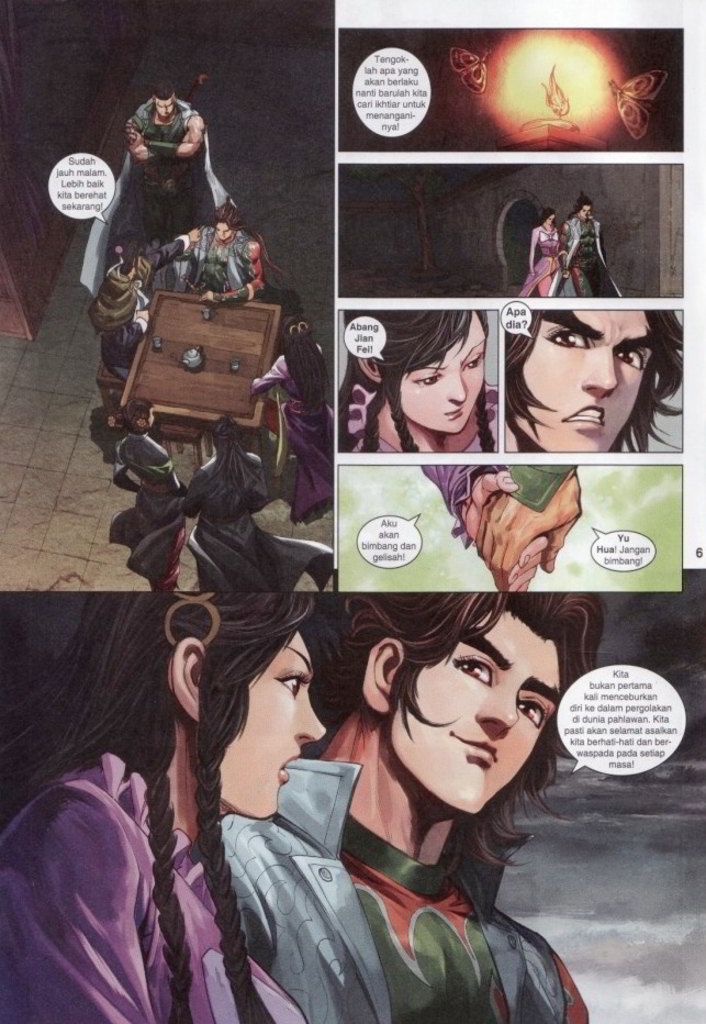 Sudah
jauh malam.
Lebih baik
kita berehat
sekarang!
Tengok-
lah apa yang
akan berlaku
nanti barulah kita
cari ikhtiar untuk
menangani-
nya!
Abang
Jian
Fei!
Apa
dia?
Aku
akan
bimbang dan
gelisah!
Yu
Hua! Jangan
bimbang!
6
Kita
bukan pertama
kali menceburkan
diri ke dalam pergolakan
di dunia pahlawan. Kita
pasti akan selamat asalkan
kita berhati-hati dan ber-
waspada pada setiap
masa!